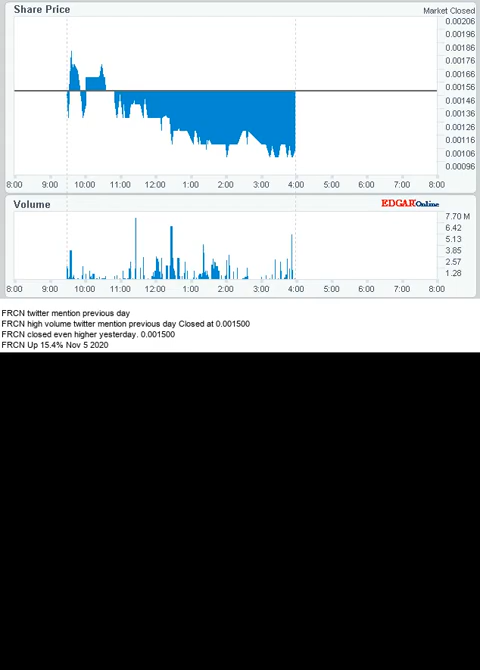 Share Price
Market Closed
0.00206
0.00196
0.00186
0.00176
0.00166
0.00156
0.00146
0.00136
0.00126
0.00116
0.00106
0.00096
8:00 9:00 10:00 11:00 12:00 1:00 2:00 3:00 4:00 5:00 6:00 7:00 8:00
Volume
EDGAR Online
7.70 M
6.42
5.13
3.85
2.57
1.28
8:00 9:00 10:00 11:00 12:00 1:00 2:00 3:00 4:00 5:00 6:00 7:00 8:00
FRCN twitter mention previous day
FRCN high volume twitter mention previous day Closed at 0.001500
FRCN closed even higher yesterday. 0.001500
FRCN Up 15.4% Nov 5 2020